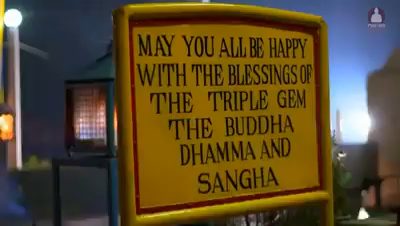 MAY YOU ALL BE HAPPY
WITH THE BLESSINGS OF
THE TRIPLE GEM
THE BUDDHA
DHAMMA AND
SANGHA